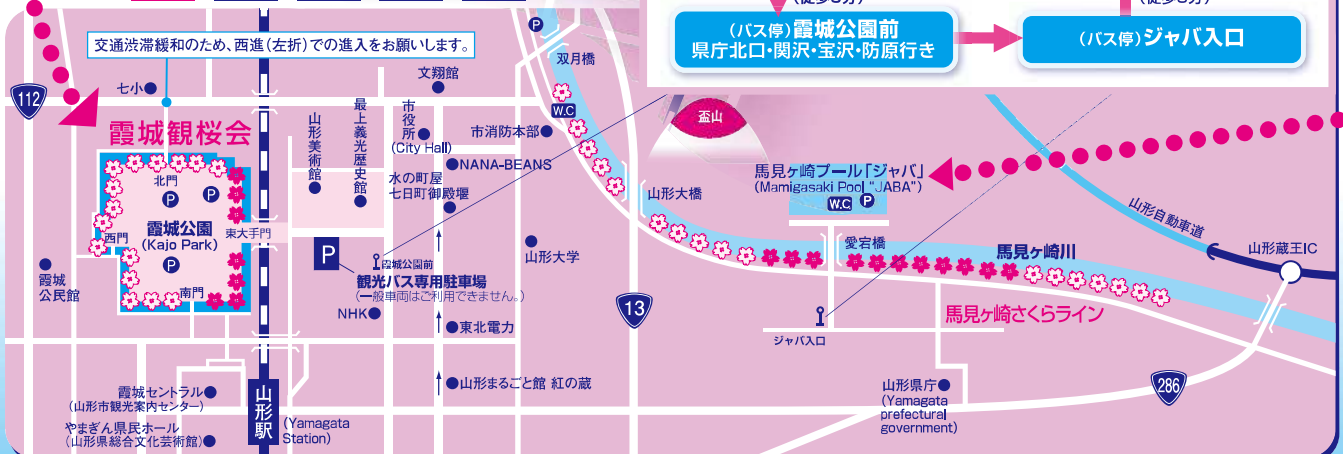 (徒歩5分)
(徒歩5分)
(バス停)霞城公園前
県庁北口・関沢・宝沢・防原行き
(バス停)ジャバ入口
交通渋滞緩和のため、西進(左折)での進入をお願いします。
P
双月橋
112
七小
文翔館
W.C
盃山
霞城観桜会
山形美術館
最上義光歴史館
市役所
(City Hall)
市消防本部
NANA-BEANS
水の町屋
七日町御殿堰
馬見ヶ崎プール「ジャバ」
(Mamigasaki Pool "JABA")
W.C
P
北門
P
P
霞城公園
(Kajo Park)
P
西門
東大手門
南門
霞城
公民館
山形大橋
山形自動車道
山形蔵王IC
愛宕橋
馬見ヶ崎川
馬見ヶ崎さくらライン
山形大学
P
霞城公園前
観光バス専用駐車場
(一般車両はご利用できません。)
NHK
東北電力
13
ジャバ入口
山形まるごと館 紅の蔵
山形県庁
(Yamagata
prefectural
government)
286
霞城セントラル
(山形市観光案内センター)
やまぎん県民ホール
(山形県総合文化芸術館)
山形駅
(Yamagata
Station)